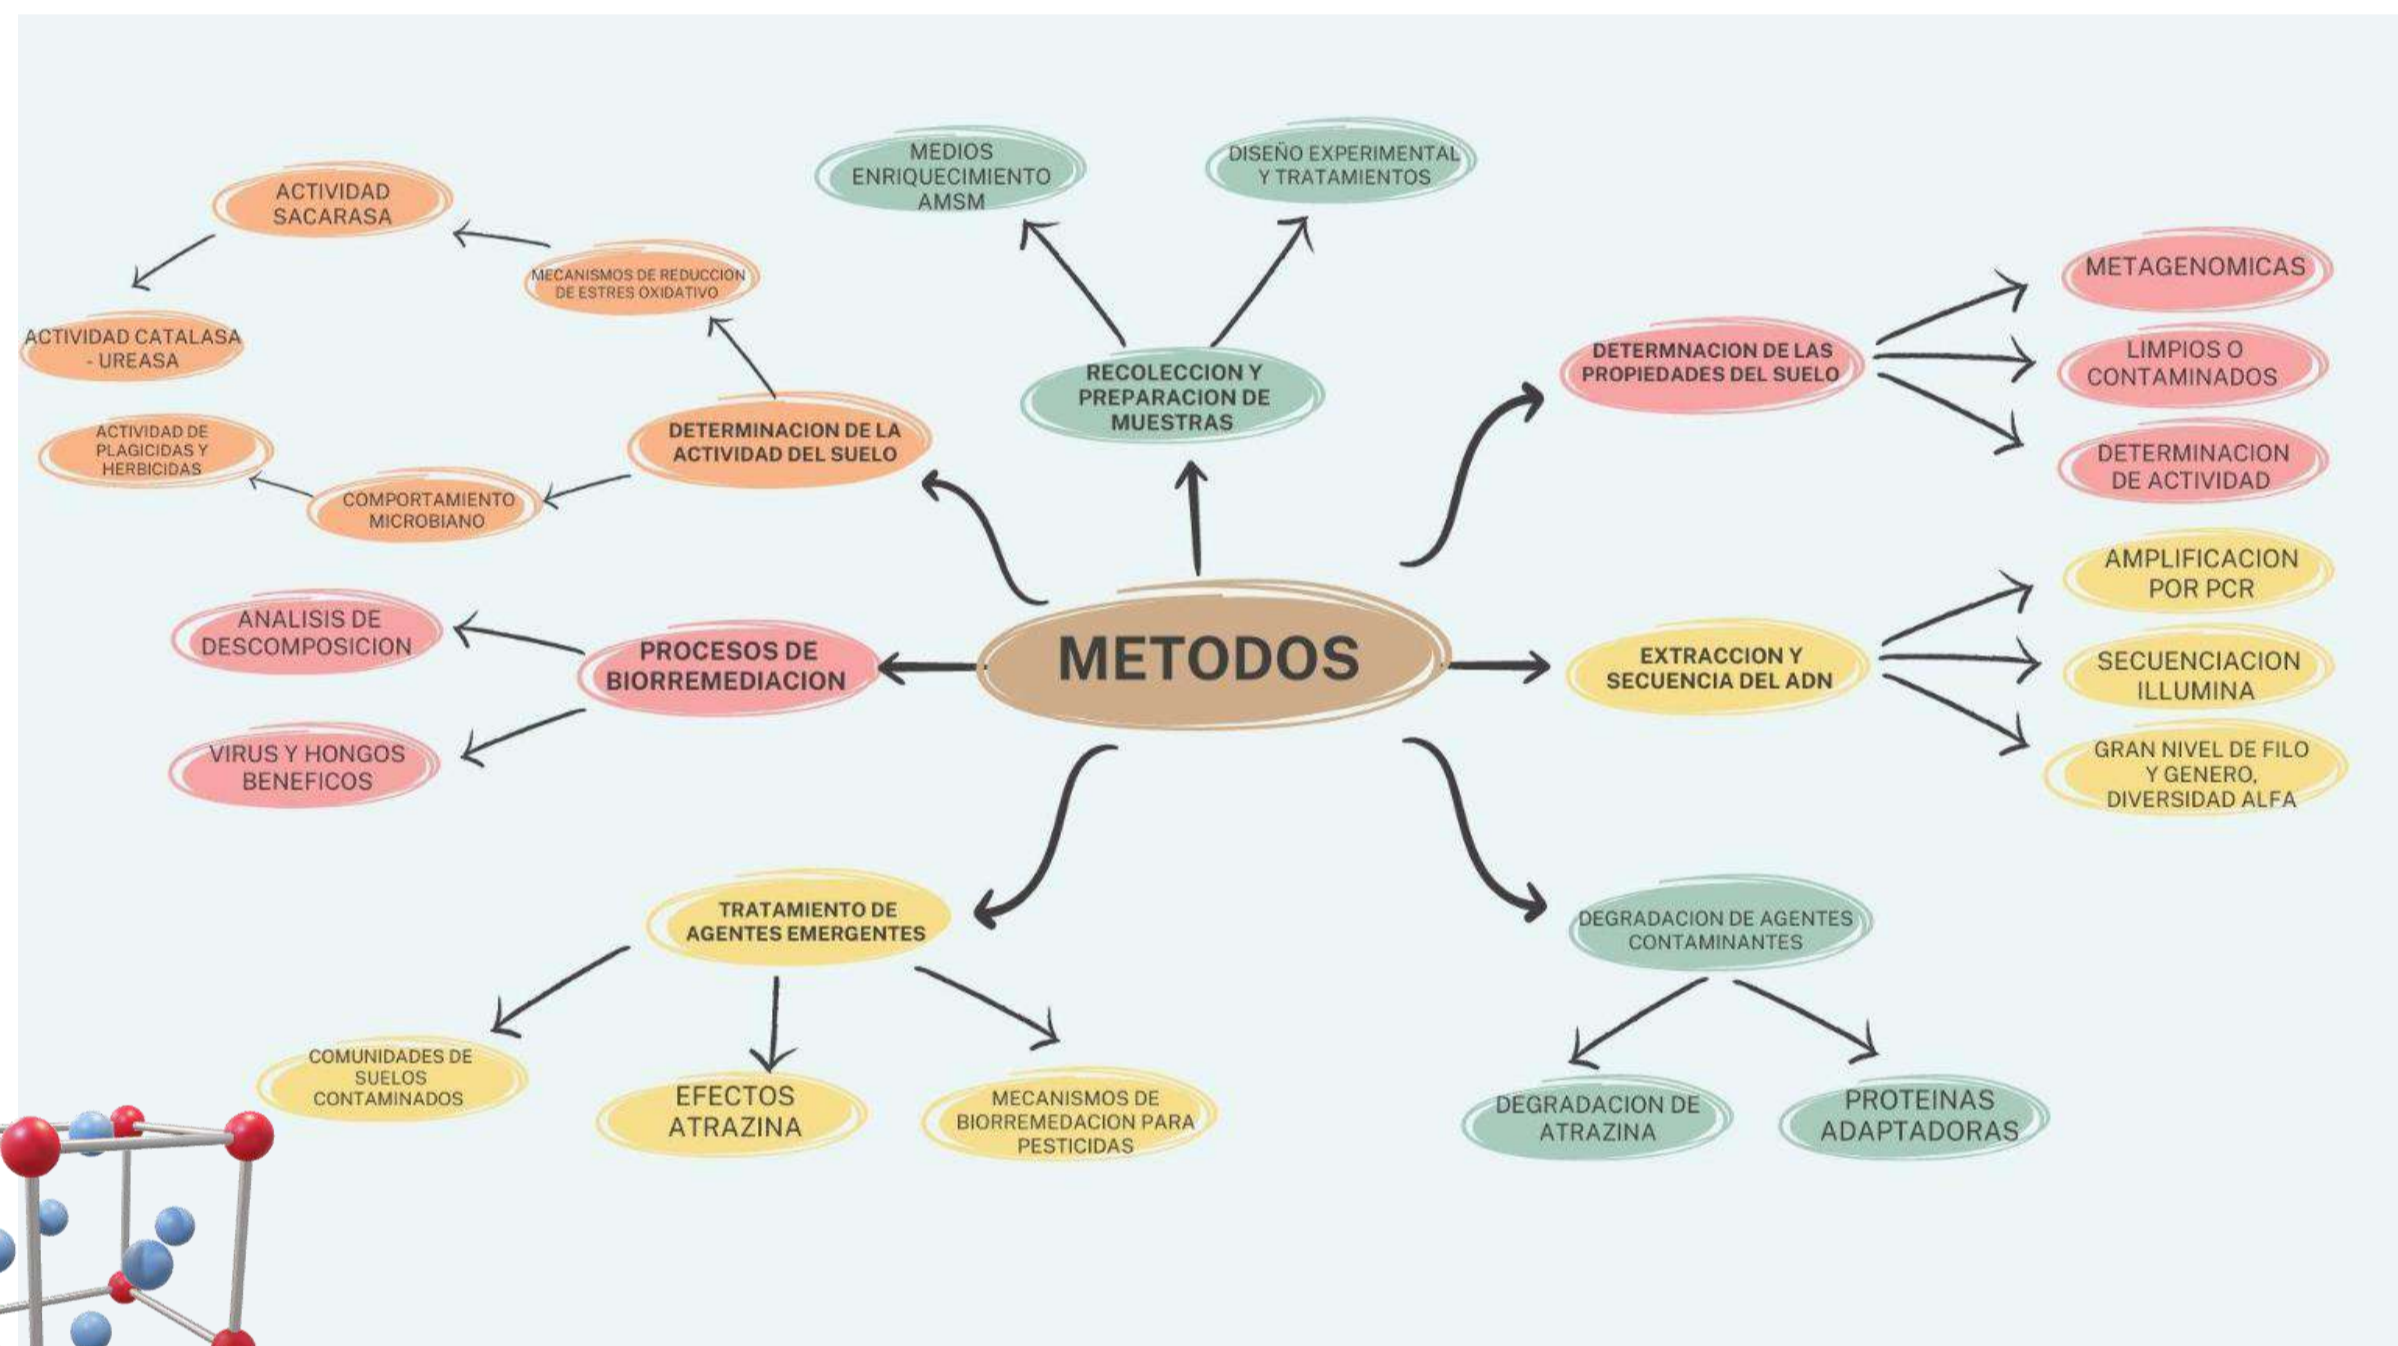 METODOS
RECOLECCION Y
PREPARACION DE
MUESTRAS
MEDIOS
ENRIQUECIMIENTO
AMSM
DISEÑO EXPERIMENTAL
Y TRATAMIENTOS
DETERMNACION DE LAS
PROPIEDADES DEL SUELO
METAGENOMICAS
LIMPIOS O
CONTAMINADOS
DETERMINACION
DE ACTIVIDAD
EXTRACCION Y
SECUENCIA DEL ADN
AMPLIFICACION
POR PCR
SECUENCIACION
ILLUMINA
GRAN NIVEL DE FILO
Y GENERO,
DIVERSIDAD ALFA
DEGRADACION DE AGENTES
CONTAMINANTES
DEGRADACION DE
ATRAZINA
PROTEINAS
ADAPTADORAS
TRATAMIENTO DE
AGENTES EMERGENTES
COMUNIDADES DE
SUELOS
CONTAMINADOS
EFECTOS
ATRAZINA
MECANISMOS DE
BIORREMEDACION PARA
PESTICIDAS
PROCESOS DE
BIORREMEDIACION
ANALISIS DE
DESCOMPOSICION
VIRUS Y HONGOS
BENEFICOS
DETERMINACION DE LA
ACTIVIDAD DEL SUELO
MECANISMOS DE REDUCCION
DE ESTRES OXIDATIVO
ACTIVIDAD
SACARASA
ACTIVIDAD CATALASA
- UREASA
COMPORTAMIENTO
MICROBIANO
ACTIVIDAD DE
PLAGICIDAS Y
HERBICIDAS